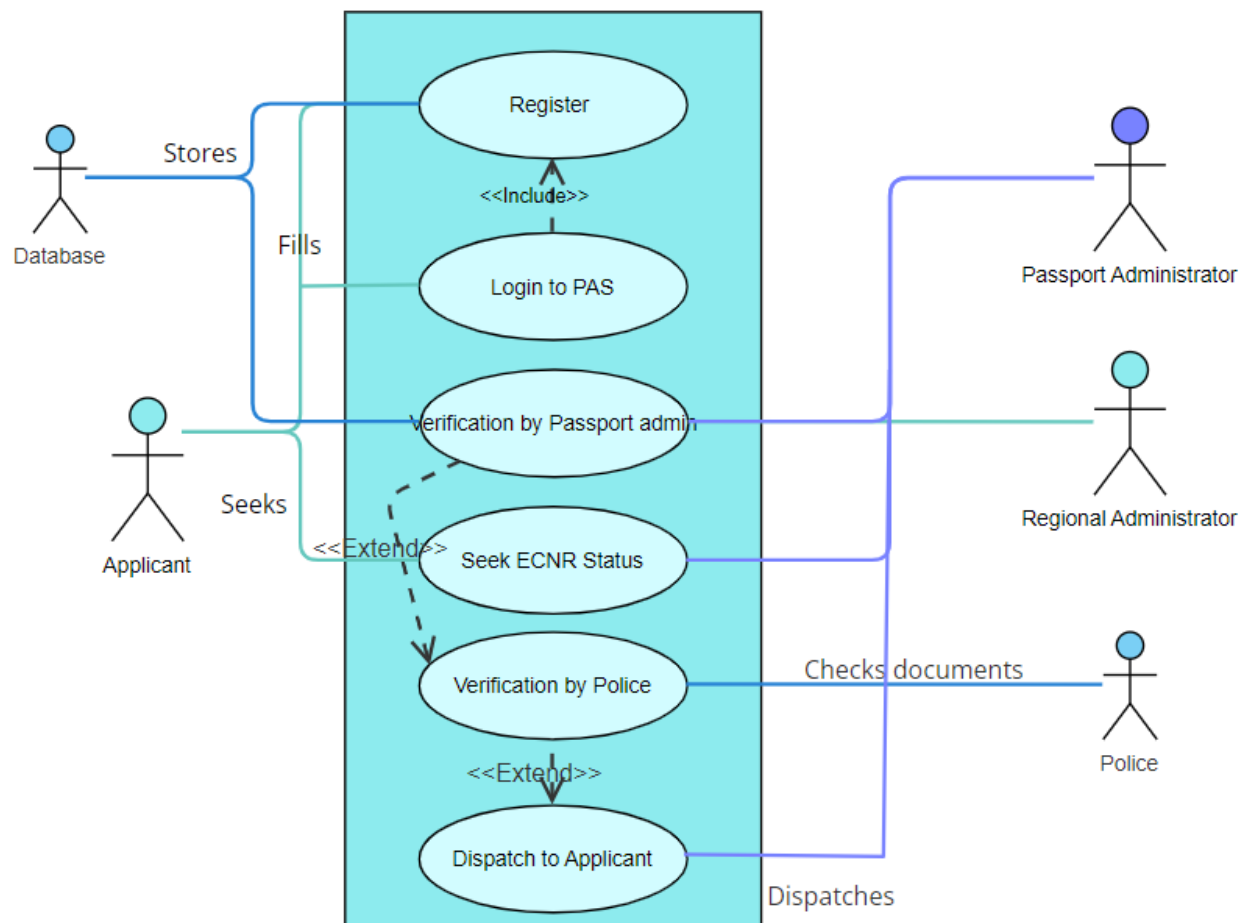 Register
Stores
<<Include>>
Fills
Database
Passport Administrator
Login to PAS
Verification by Passport admin
Seeks
Regional Administrator
<<Extend>>
Seek ECNR Status
Applicant
Checks documents
Verification by Police
Police
<<Extend>>
Dispatch to Applicant
Dispatches